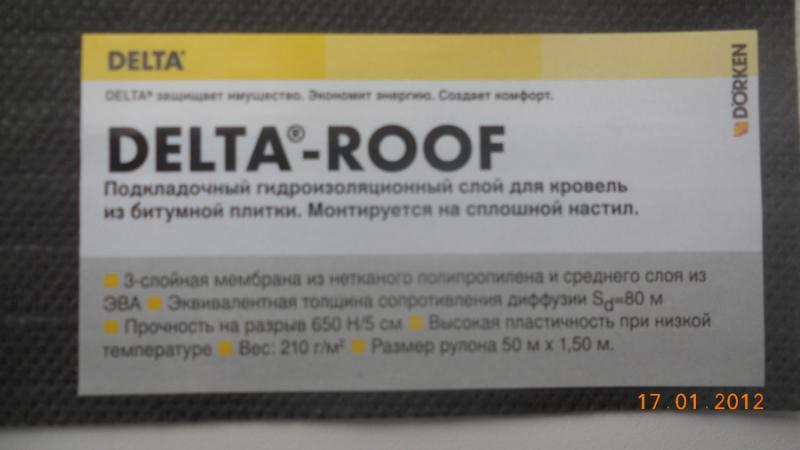 DELTA®
DELTA® защищает имущество. Экономит энергию. Создает комфорт.
DÖRKEN
DELTA®-ROOF
Подкладочный гидроизоляционный слой для кровель
из битумной плитки. Монтируется на сплошной настил.
3-слойная мембрана из нетканого полипропилена и среднего слоя из
ЭВА ■ Эквивалентная толщина сопротивления диффузии Sd=80 м
■ Прочность на разрыв 650 Н/5 см ■ Высокая пластичность при низкой
температуре ■ Вес: 210 г/м² ■ Размер рулона 50 м x 1,50 м.
17.01.2012